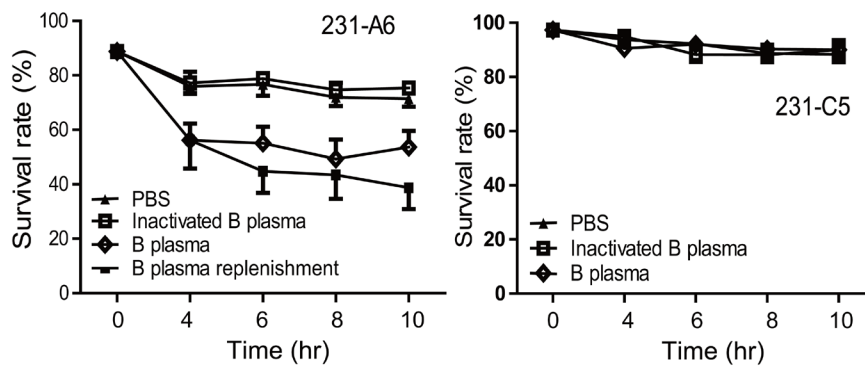 231-A6
Survival rate (%)
100
80
60
40
20
0
PBS
Inactivated B plasma
B plasma
B plasma replenishment
0 4 6 8 10
Time (hr)
231-C5
Survival rate (%)
100
80
60
40
100
20
0
PBS
Inactivated B plasma
B plasma
0 4 6 8 10
Time (hr)